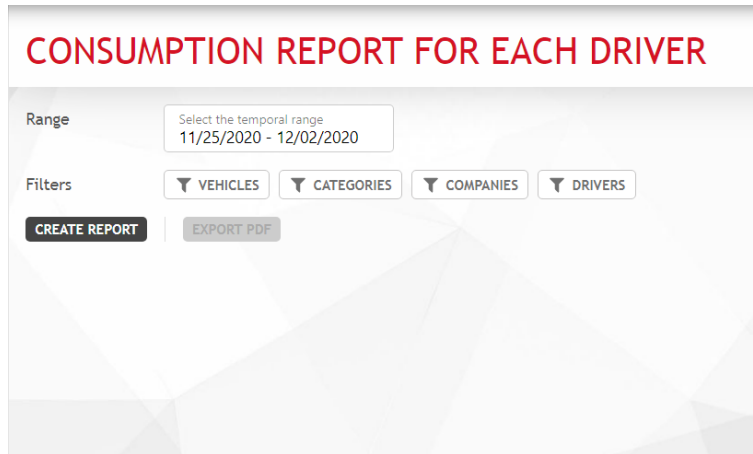 CONSUMPTION REPORT FOR EACH DRIVER
Range
Select the temporal range
11/25/2020 - 12/02/2020
Filters
VEHICLES
CATEGORIES
COMPANIES
DRIVERS
CREATE REPORT
EXPORT PDF